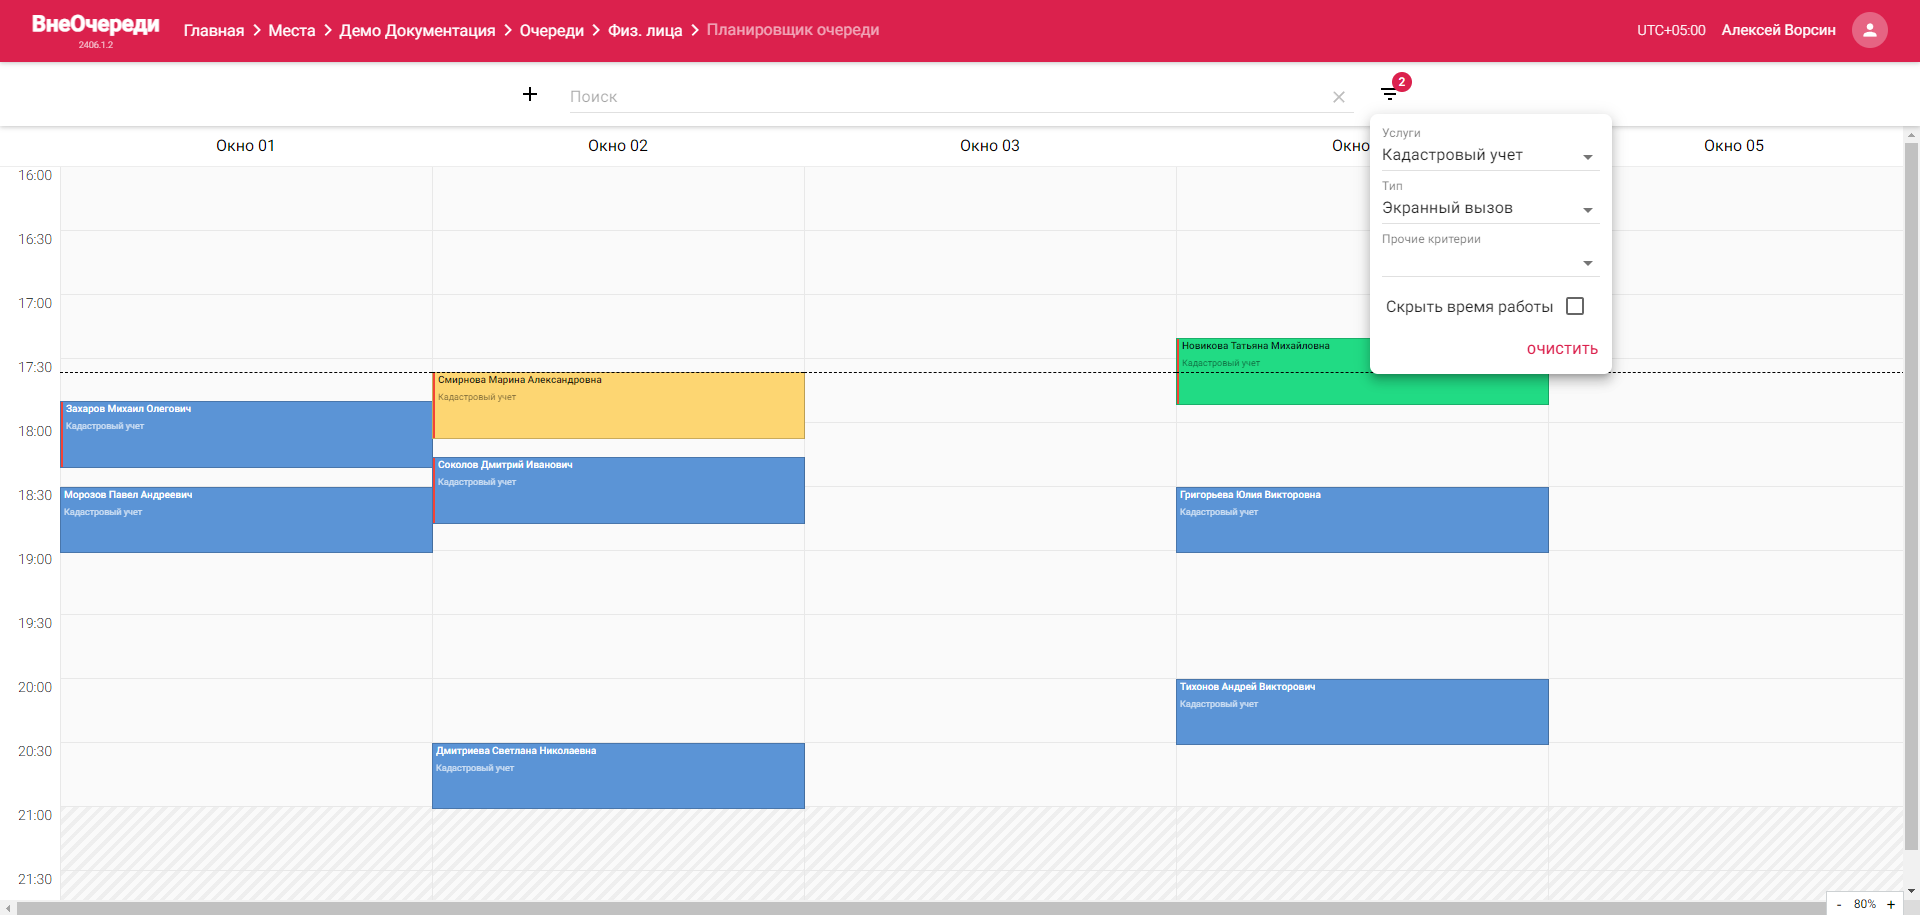 ВнеОчереди
2406.1.2
Главная
Места
Демо Документация
Очереди
Физ. лица
Планировщик очереди
UTC+05:00
Алексей Ворсин
Поиск
2
Окно 01
Окно 02
Окно 03
Окно
Окно 05
Услуги
Кадастровый учет
Тип
Экранный вызов
Прочие критерии
Скрыть время работы
ОЧИСТИТЬ
16:00
16:30
17:00
17:30
18:00
18:30
19:00
19:30
20:00
20:30
21:00
21:30
Захаров Михаил Олегович
Кадастровый учет
Морозов Павел Андреевич
Кадастровый учет
Смирнова Марина Александровна
Кадастровый учет
Соколов Дмитрий Иванович
Кадастровый учет
Дмитриева Светлана Николаевна
Кадастровый учет
Новикова Татьяна Михайловна
Кадастровый учет
Григорьева Юлия Викторовна
Кадастровый учет
Тихонов Андрей Викторович
Кадастровый учет
- 80% +